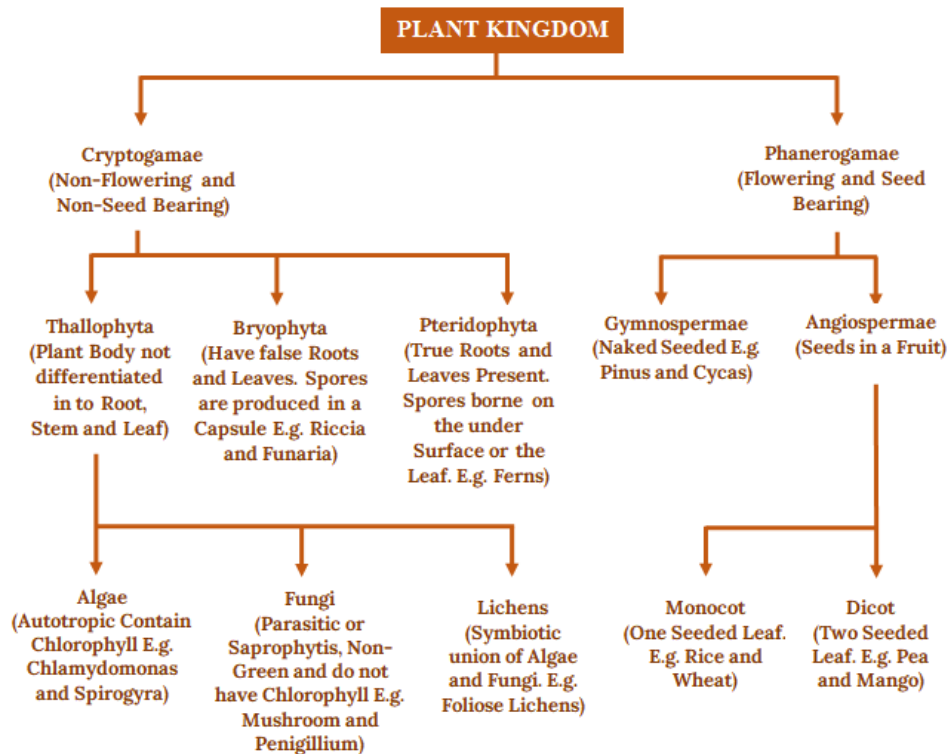 PLANT KINGDOM
Cryptogamae
(Non-Flowering and
Non-Seed Bearing)
Phanerogamae
(Flowering and Seed
Bearing)
Thallophyta
(Plant Body not
differentiated
in to Root,
Stem and Leaf)
Bryophyta
(Have false Roots
and Leaves. Spores
are produced in a
Capsule E.g. Riccia
and Funaria)
Pteridophyta
(True Roots and
Leaves Present.
Spores borne on
the under
Surface or the
Leaf. E.g. Ferns)
Gymnospermae
(Naked Seeded E.g.
Pinus and Cycas)
Angiospermae
(Seeds in a Fruit)
Algae
(Autotropic Contain
Chlorophyll E.g.
Chlamydomonas
and Spirogyra)
Fungi
(Parasitic or
Saprophytis, Non-
Green and do not
have Chlorophyll E.g.
Mushroom and
Penigillium)
Lichens
(Symbiotic
union of Algae
and Fungi. E.g.
Foliose Lichens)
Monocot
(One Seeded Leaf.
E.g. Rice and
Wheat)
Dicot
(Two Seeded
Leaf. E.g. Pea
and Mango)